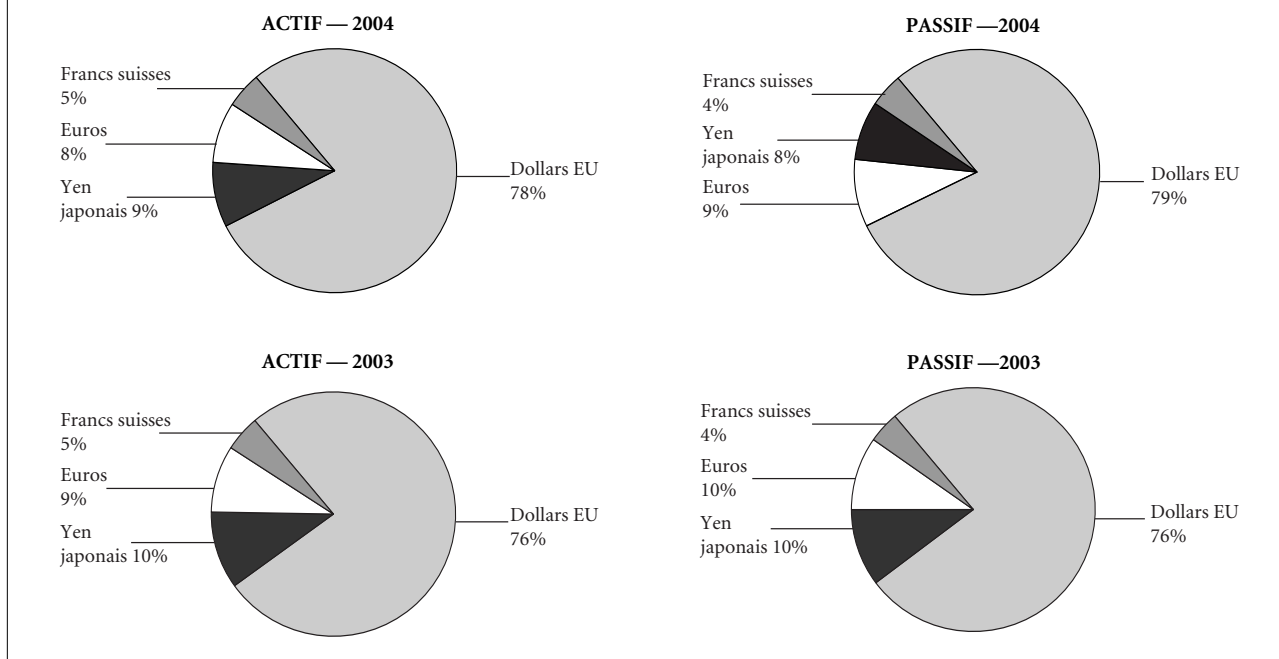 ACTIF — 2004
Francs suisses
5%
Euros
8%
Yen
japonais 9%
Dollars EU
78%
PASSIF —2004
Francs suisses
4%
Yen
japonais 8%
Euros
9%
Dollars EU
79%
ACTIF — 2003
Francs suisses
5%
Euros
9%
Yen
japonais 10%
Dollars EU
76%
PASSIF —2003
Francs suisses
4%
Euros
10%
Yen
japonais 10%
Dollars EU
76%